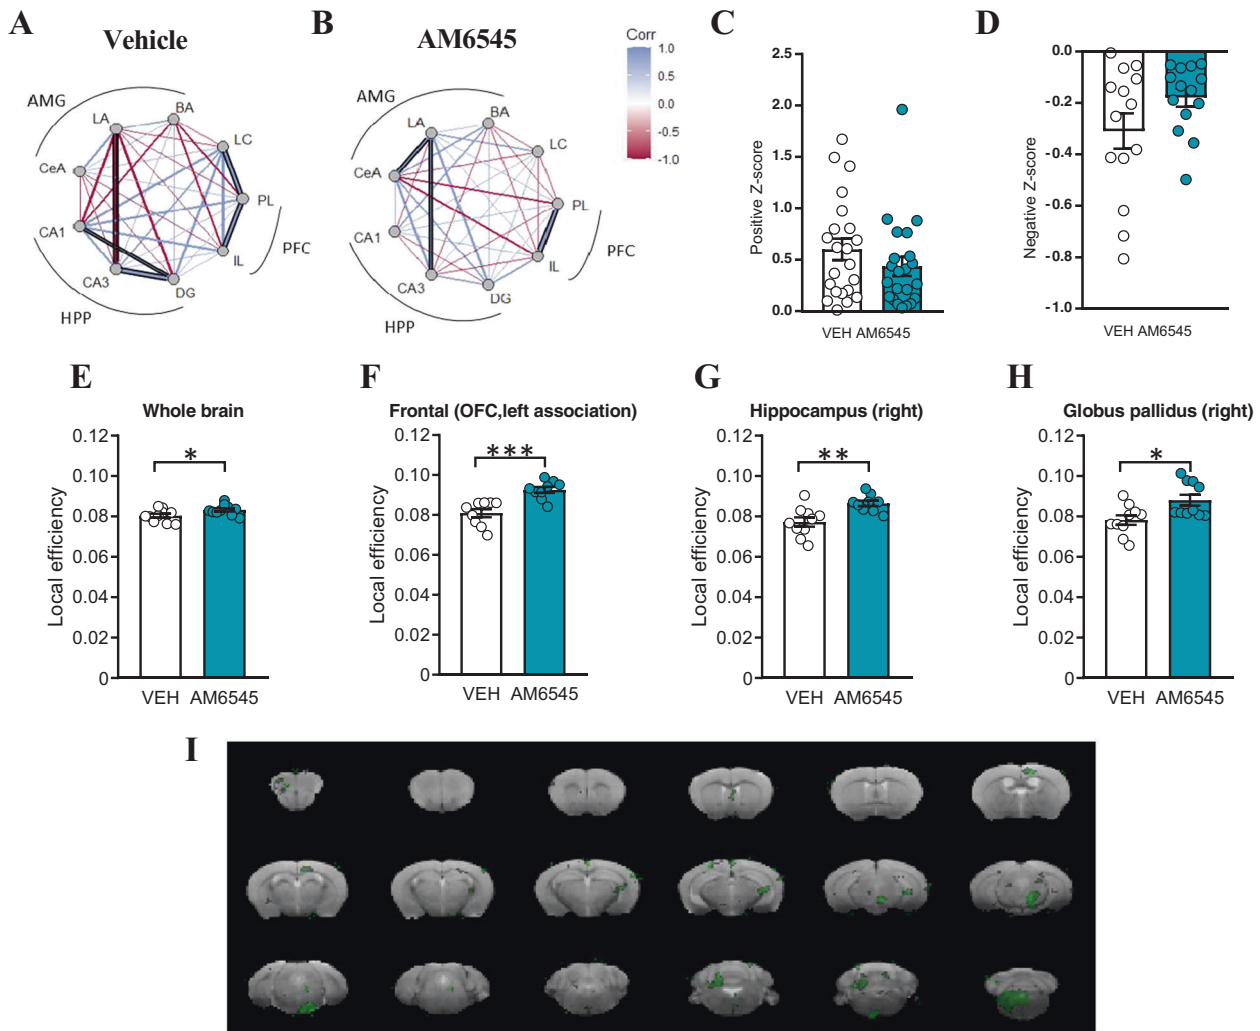 A
Vehicle
B
AM6545
C
D
Corr
1.0
0.5
0.0
-0.5
-1.0
AMG
LA
BA
LC
CeA
PL
CA1
IL
CA3
DG
PFC
HPP
AMG
LA
BA
LC
CeA
PL
CA1
IL
CA3
DG
PFC
HPP
Positive Z-score
2.5
2.0
1.5
1.0
0.5
0.0
VEH AM6545
Negative Z-score
0.0
-0.2
-0.4
-0.6
-0.8
-1.0
VEH AM6545
E
Whole brain
Local efficiency
0.12
0.10
0.08
0.06
0.04
0.02
0
*
VEH AM6545
F
Frontal (OFC,left association)
Local efficiency
0.12
0.10
0.08
0.06
0.04
0.02
0
***
VEH AM6545
G
Hippocampus (right)
Local efficiency
0.12
0.10
0.08
0.06
0.04
0.02
0
**
VEH AM6545
H
Globus pallidus (right)
Local efficiency
0.12
0.10
0.08
0.06
0.04
0.02
0
*
VEH AM6545
I